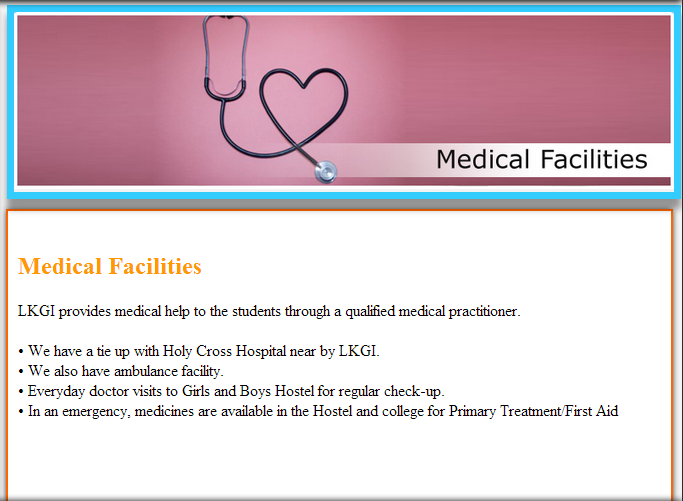 Medical Facilities
Medical Facilities
LKGI provides medical help to the students through a qualified medical practitioner.
• We have a tie up with Holy Cross Hospital near by LKGI.
• We also have ambulance facility.
• Everyday doctor visits to Girls and Boys Hostel for regular check-up.
• In an emergency, medicines are available in the Hostel and college for Primary Treatment/First Aid